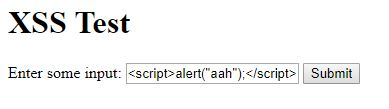 XSS Test
Enter some input: <script>alert("aah");</script> Submit